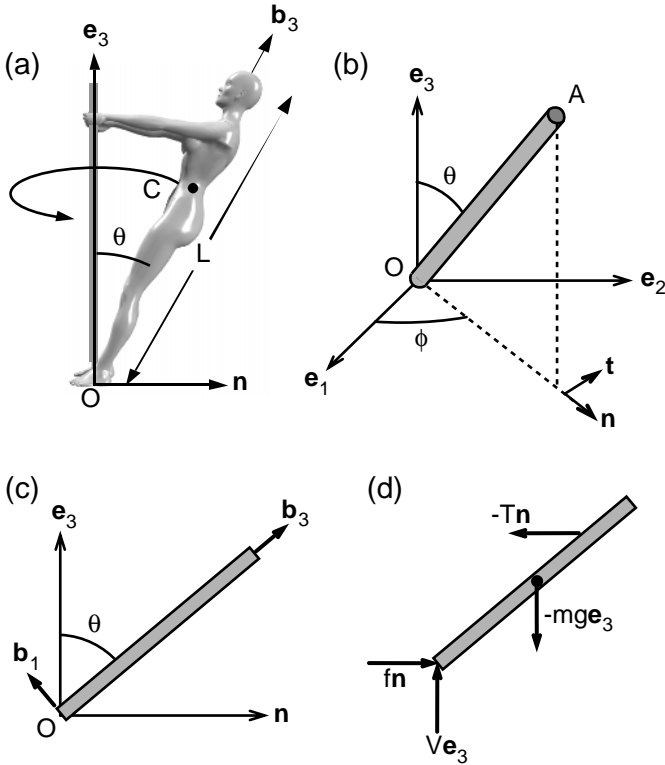 (a)
e3
b3
C
θ
L
O
n
(b)
e3
A
θ
O
e2
ϕ
e1
t
n
(c)
e3
b3
θ
b1
O
n
(d)
-Tn
-mge3
fn
Ve3